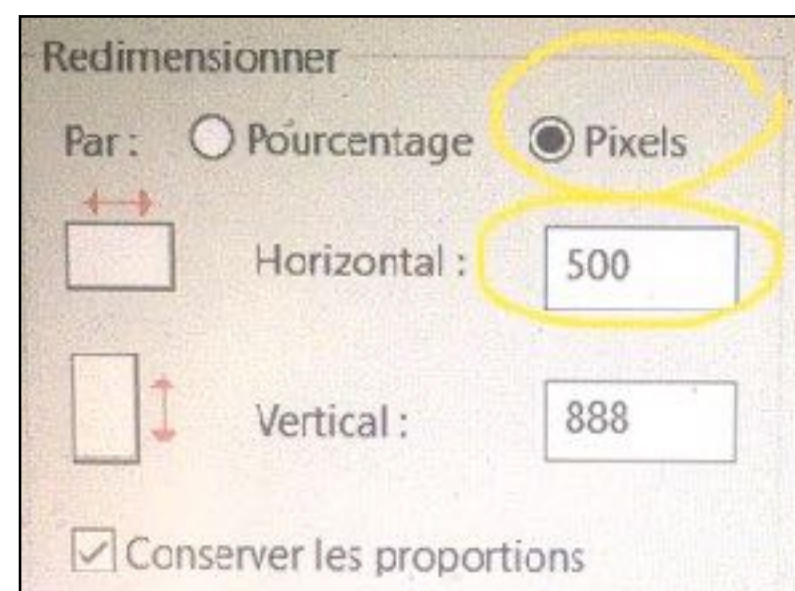 Redimensionner
Par : Pourcentage Pixels
Horizontal : 500
Vertical : 888
Conserver les proportions